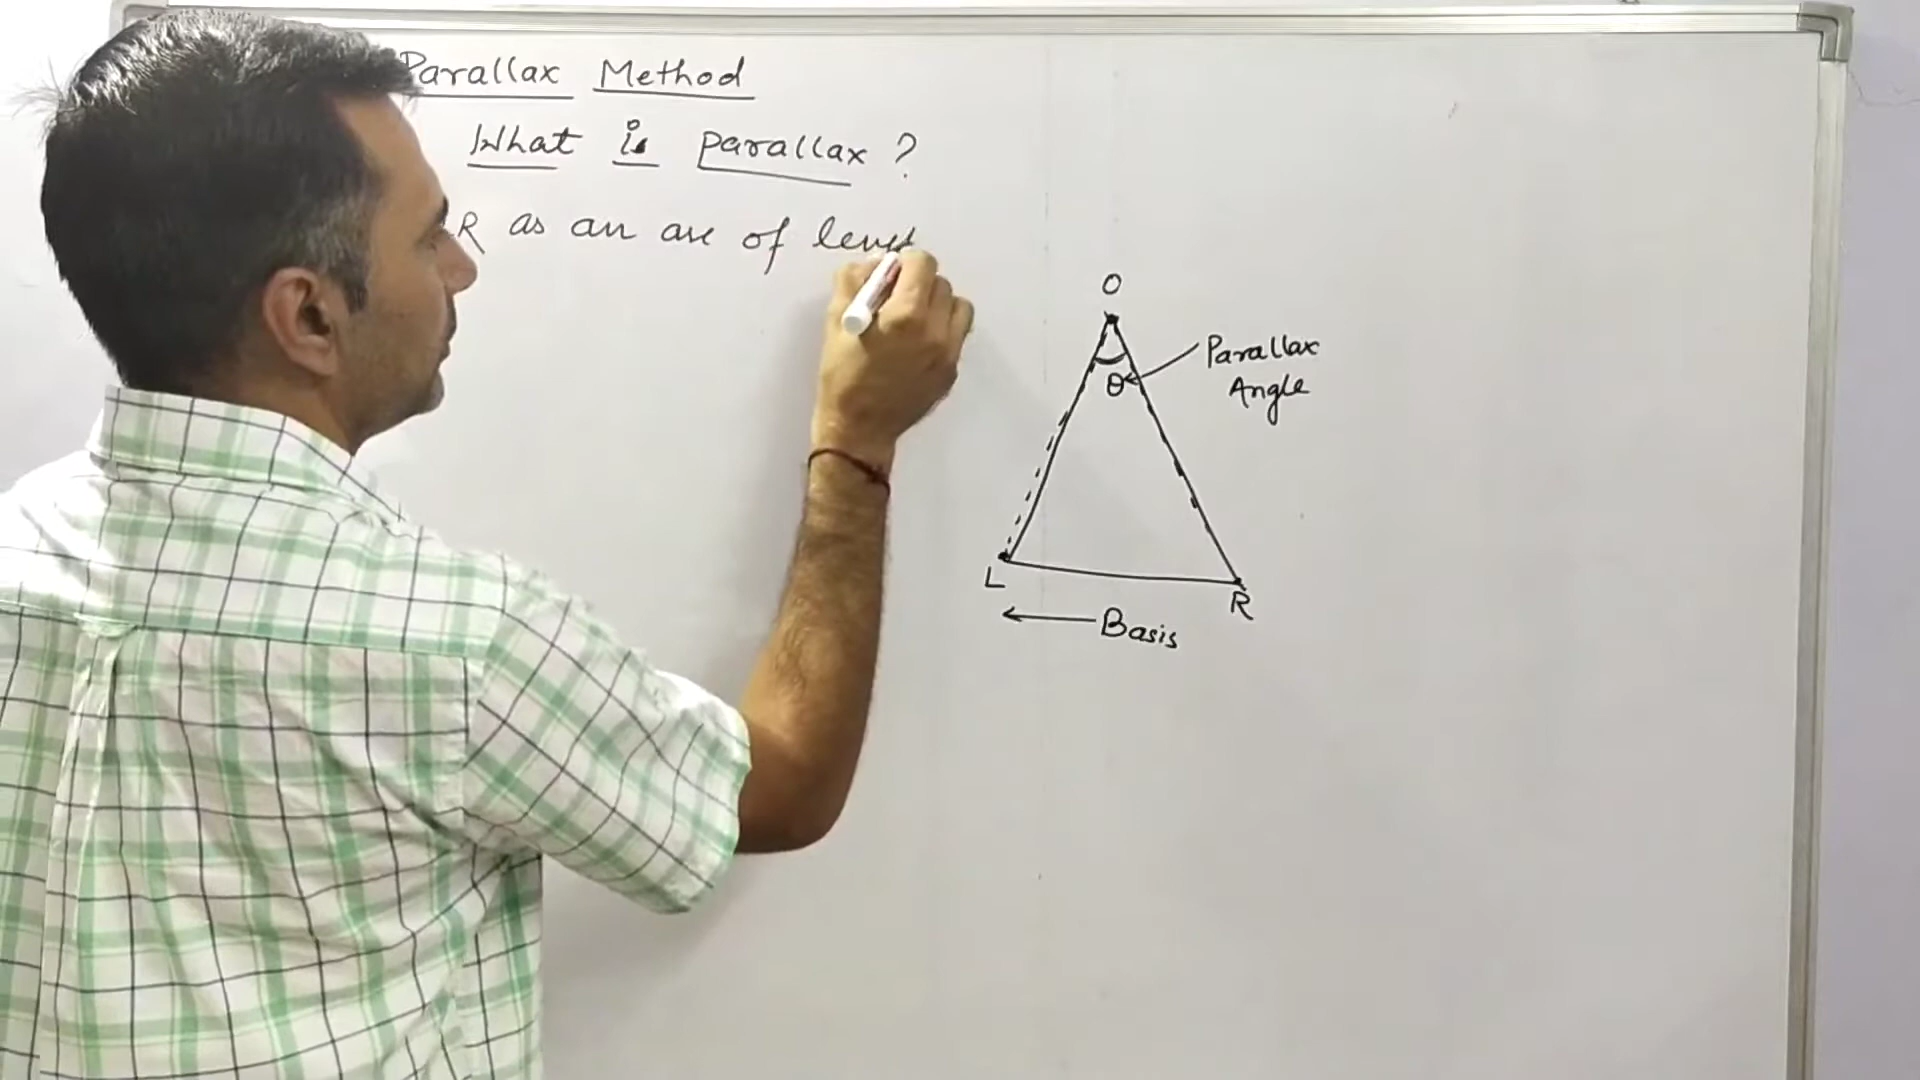 Parallax Method
What is parallax ?
R as an arc of
O
θ
Parallax
Angle
L
R
Basis